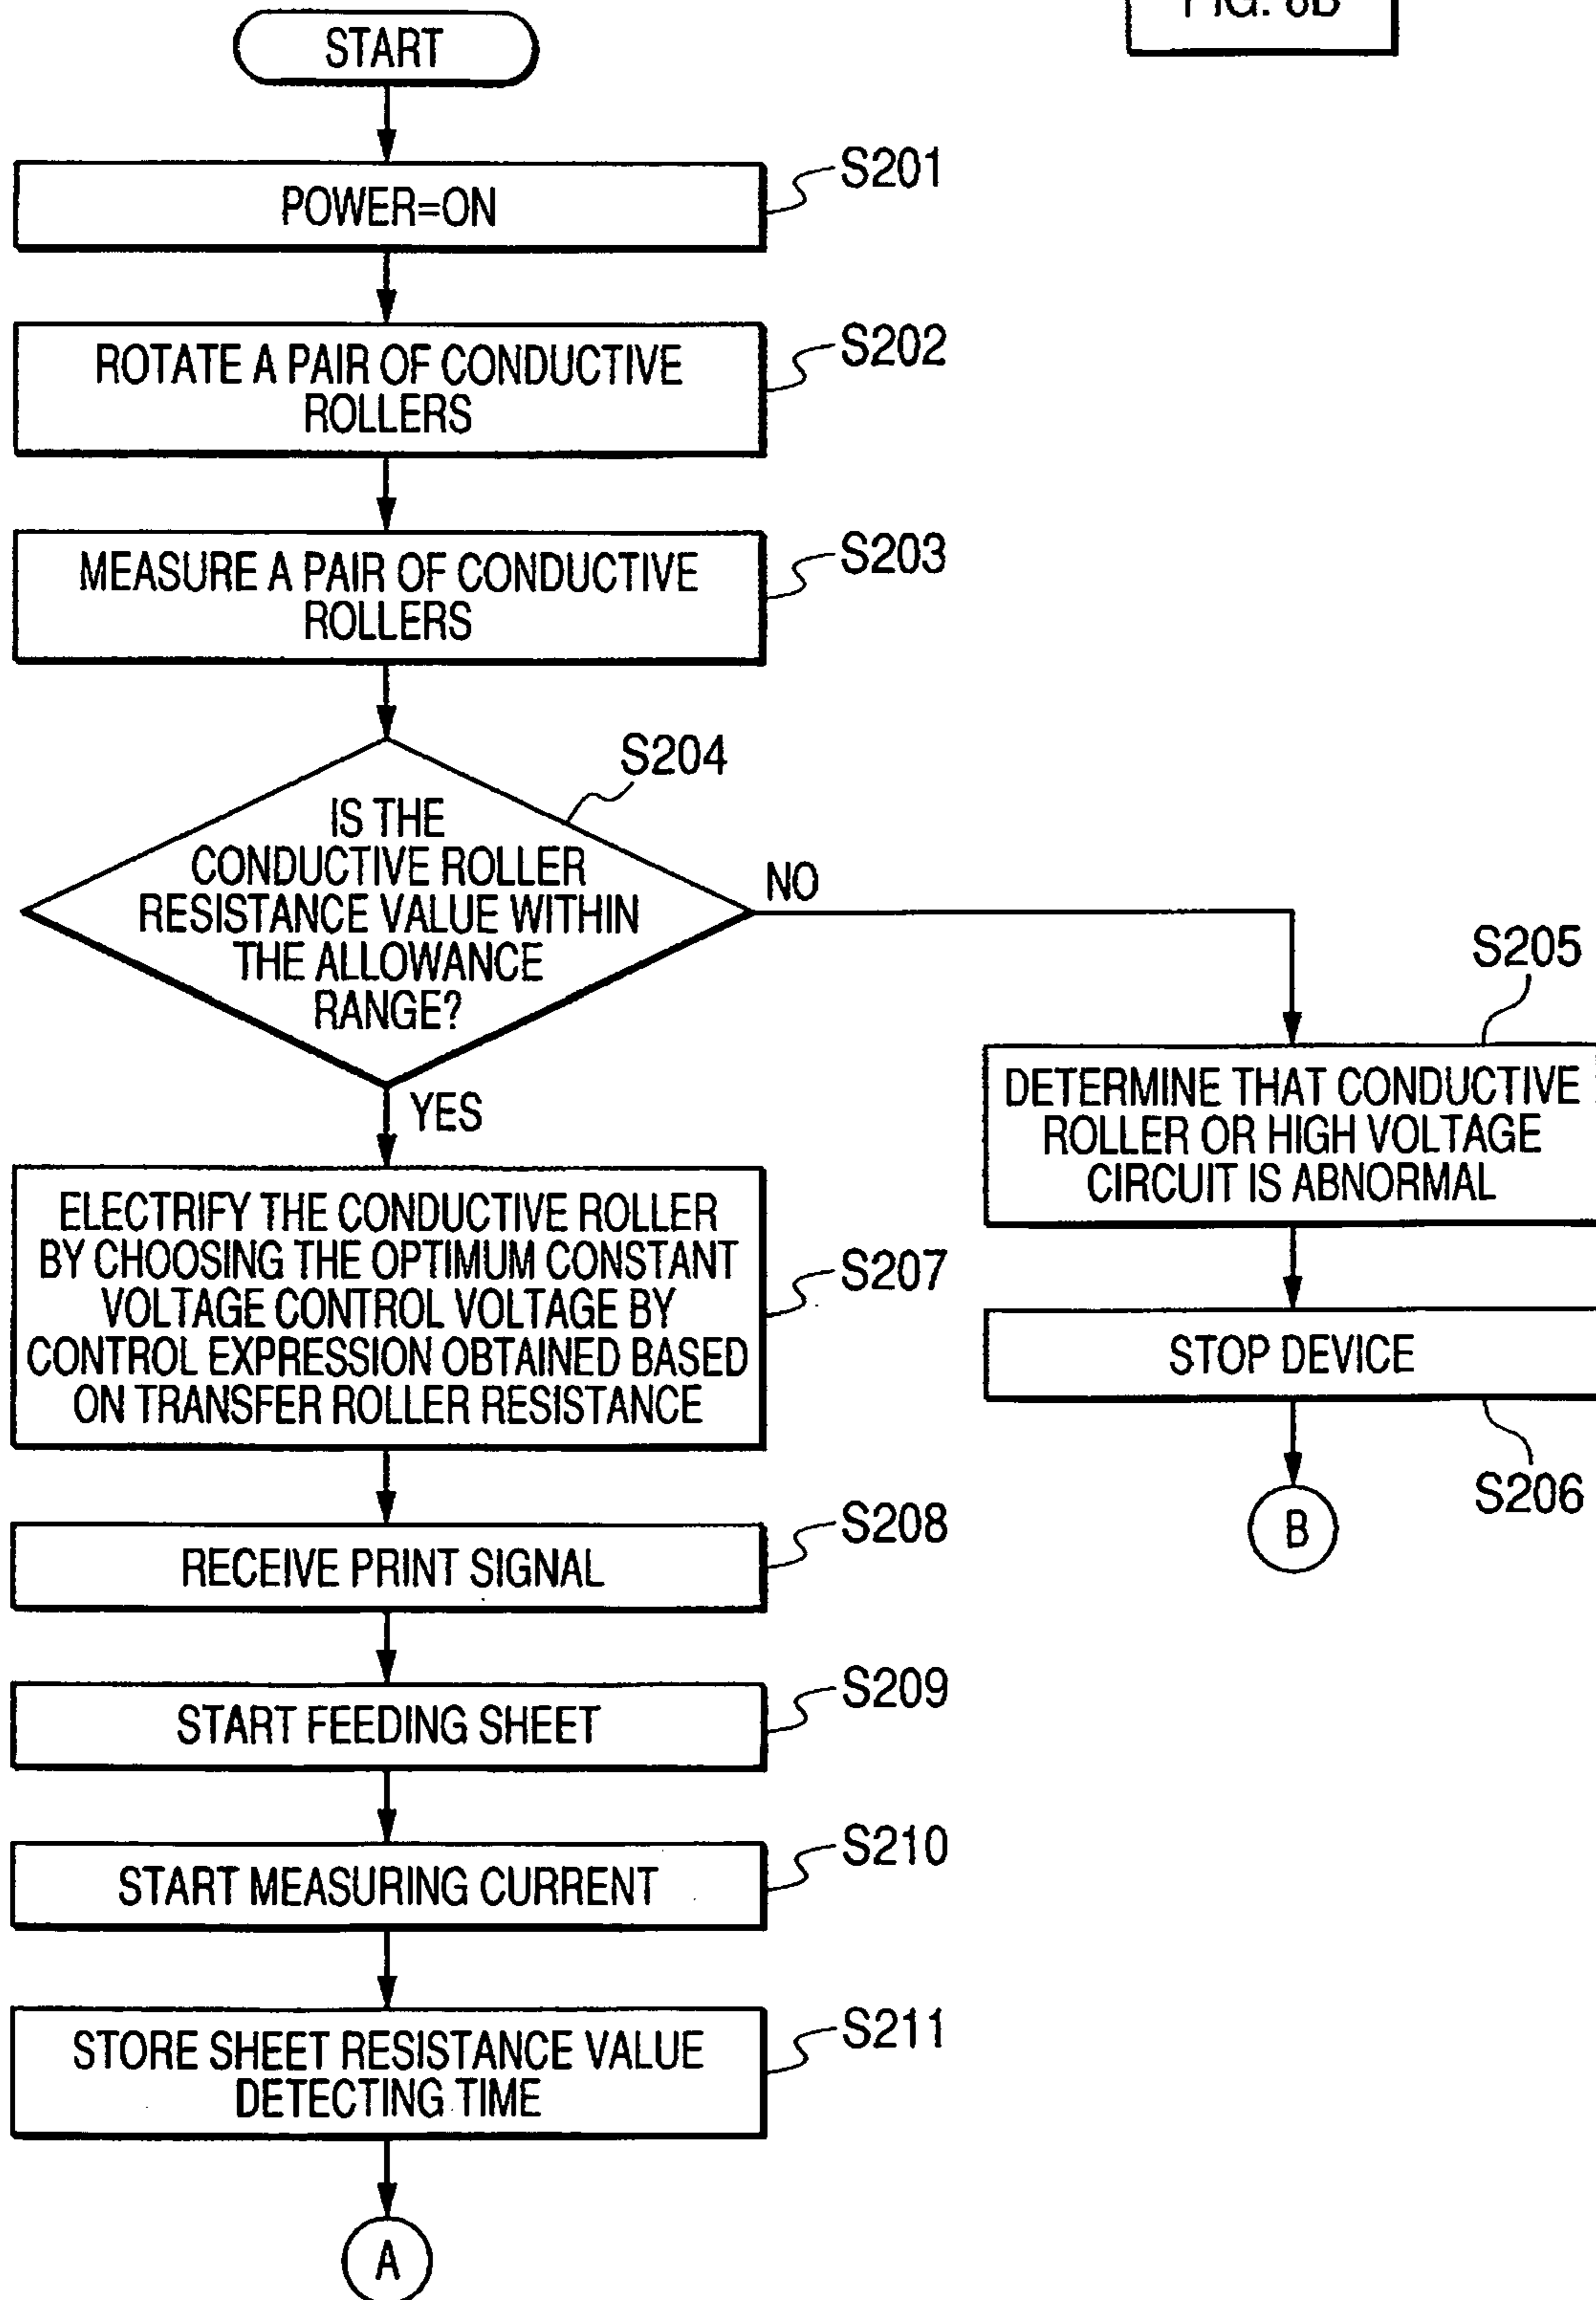 FIG. 8B
START
S201
POWER=ON
S202
ROTATE A PAIR OF CONDUCTIVE
ROLLERS
S203
MEASURE A PAIR OF CONDUCTIVE
ROLLERS
S204
IS THE
CONDUCTIVE ROLLER
RESISTANCE VALUE WITHIN
THE ALLOWANCE
RANGE?
NO
YES
S205
DETERMINE THAT CONDUCTIVE
ROLLER OR HIGH VOLTAGE
CIRCUIT IS ABNORMAL
STOP DEVICE
S206
B
ELECTRIFY THE CONDUCTIVE ROLLER
BY CHOOSING THE OPTIMUM CONSTANT
VOLTAGE CONTROL VOLTAGE BY
CONTROL EXPRESSION OBTAINED BASED
ON TRANSFER ROLLER RESISTANCE
S207
S208
RECEIVE PRINT SIGNAL
S209
START FEEDING SHEET
S210
START MEASURING CURRENT
S211
STORE SHEET RESISTANCE VALUE
DETECTING TIME
A